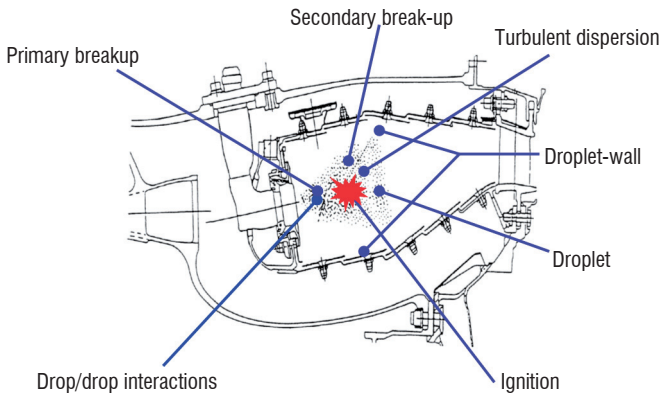 Secondary break-up
Turbulent dispersion
Primary breakup
Droplet-wall
Droplet
Drop/drop interactions
Ignition